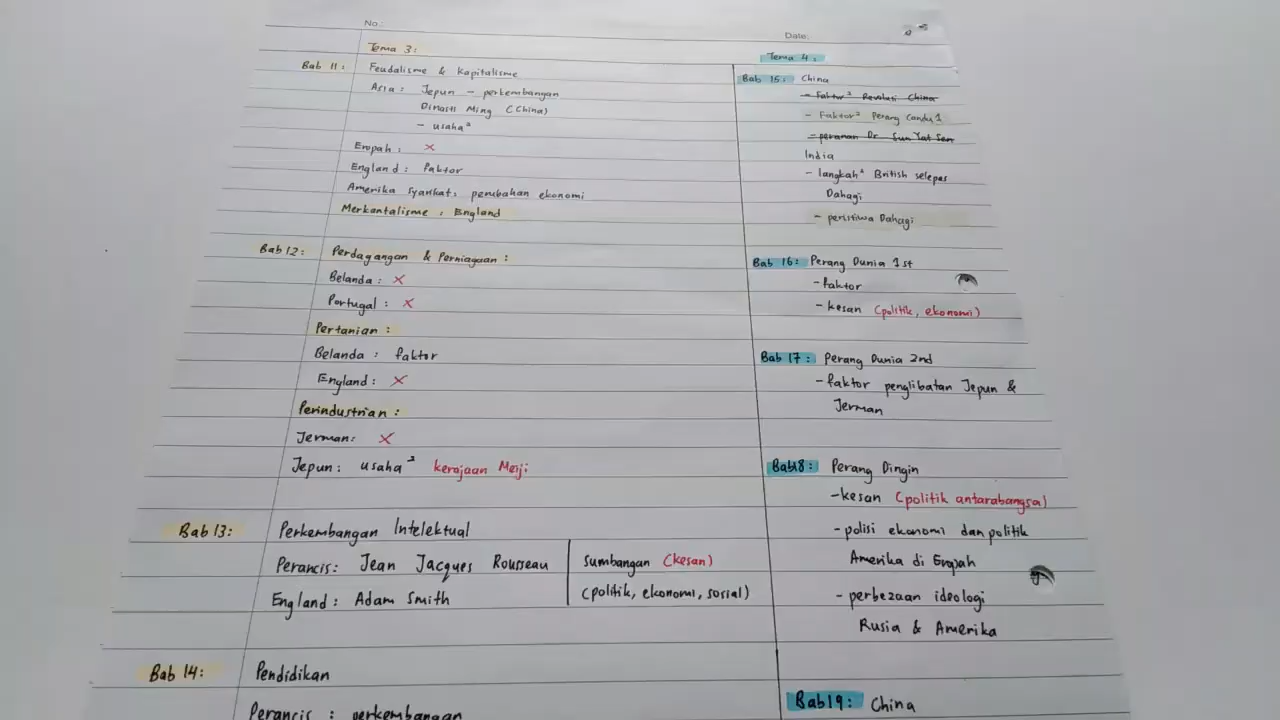 No:
Date:
Tema 3:
Bab 11: Feudalisme & Kapitalisme
Asia: Jepun - perkembangan
Dinasti Ming (China)
- usaha²
Eropah: ✗
England: Faktor
Amerika Syarikat: perubahan ekonomi
Merkantalisme: England
Bab 12: Perdagangan & Perniagaan:
Belanda: ✗
Portugal: ✗
Pertanian:
Belanda: faktor
England: ✗
Perindustrian:
Jerman: ✗
Jepun: usaha² kerajaan Meiji
Bab 13: Perkembangan Intelektual
Perancis: Jean Jacques Rousseau
England: Adam Smith
sumbangan (kesan)
(politik, ekonomi, sosial)
Bab 14: Pendidikan
Perancis: perkembangan
Tema 4:
Bab 15: China
- Faktor² Revolusi China
- Faktor² Perang Candu 1
- peranan Dr Sun Yat Sen
India
- langkah² British selepas
Dahagi
- peristiwa Dahagi
Bab 16: Perang Dunia 1st
- faktor
- kesan (politik, ekonomi)
Bab 17: Perang Dunia 2nd
- faktor penglibatan Jepun &
Jerman
Bab 18: Perang Dingin
- kesan (politik antarabangsa)
- polisi ekonomi dan politik
Amerika di Eropah
- perbezaan ideologi
Rusia & Amerika
Bab 19: China